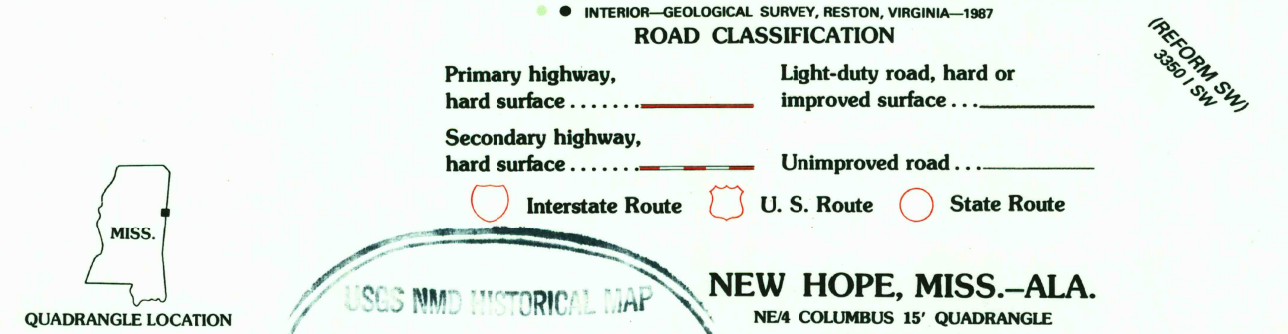 INTERIOR—GEOLOGICAL SURVEY, RESTON, VIRGINIA—1987
ROAD CLASSIFICATION
Primary highway,
hard surface.......
Light-duty road, hard or
improved surface...
Secondary highway,
hard surface.......
Unimproved road...
Interstate Route
U. S. Route
State Route
(REFORM SW)
3350 I SW
MISS.
QUADRANGLE LOCATION
USGS NMD HISTORICAL MAP
NEW HOPE, MISS.–ALA.
NE/4 COLUMBUS 15' QUADRANGLE